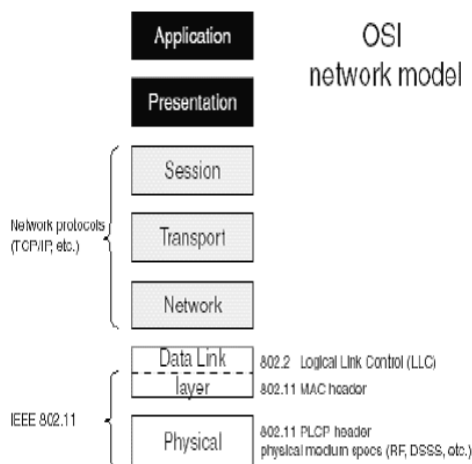 Application
OSI
network model
Presentation
Session
Network protocols
(TCP/IP, etc.)
Transport
Network
Data Link
802.2 Logical Link Control (LLC)
layer
802.11 MAC header
IEEE 802.11
Physical
802.11 PLCP header
physical medium specs (RF, DSSS, etc.)